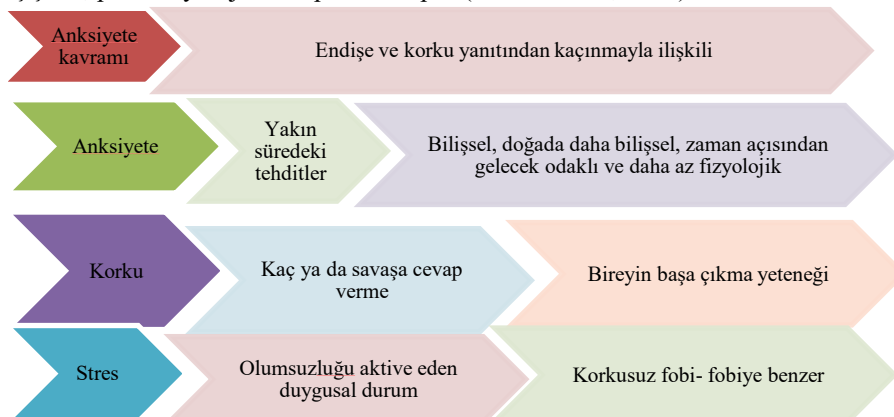 Anksiyete
kavramı
Endişe ve korku yanıtından kaçınmayla ilişkili
Anksiyete
Yakın
süredeki
tehditler
Bilişsel, doğada daha bilişsel, zaman açısından
gelecek odaklı ve daha az fizyolojik
Korku
Kaç ya da savaşa cevap
verme
Bireyin başa çıkma yeteneği
Stres
Olumsuzluğu aktive eden
duygusal durum
Korkusuz fobi- fobiye benzer